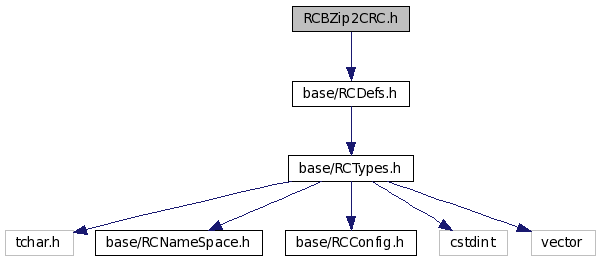 RCBZip2CRC.h
base/RCDefs.h
base/RCTypes.h
tchar.h
base/RCNameSpace.h
base/RCConfig.h
cstdint
vector